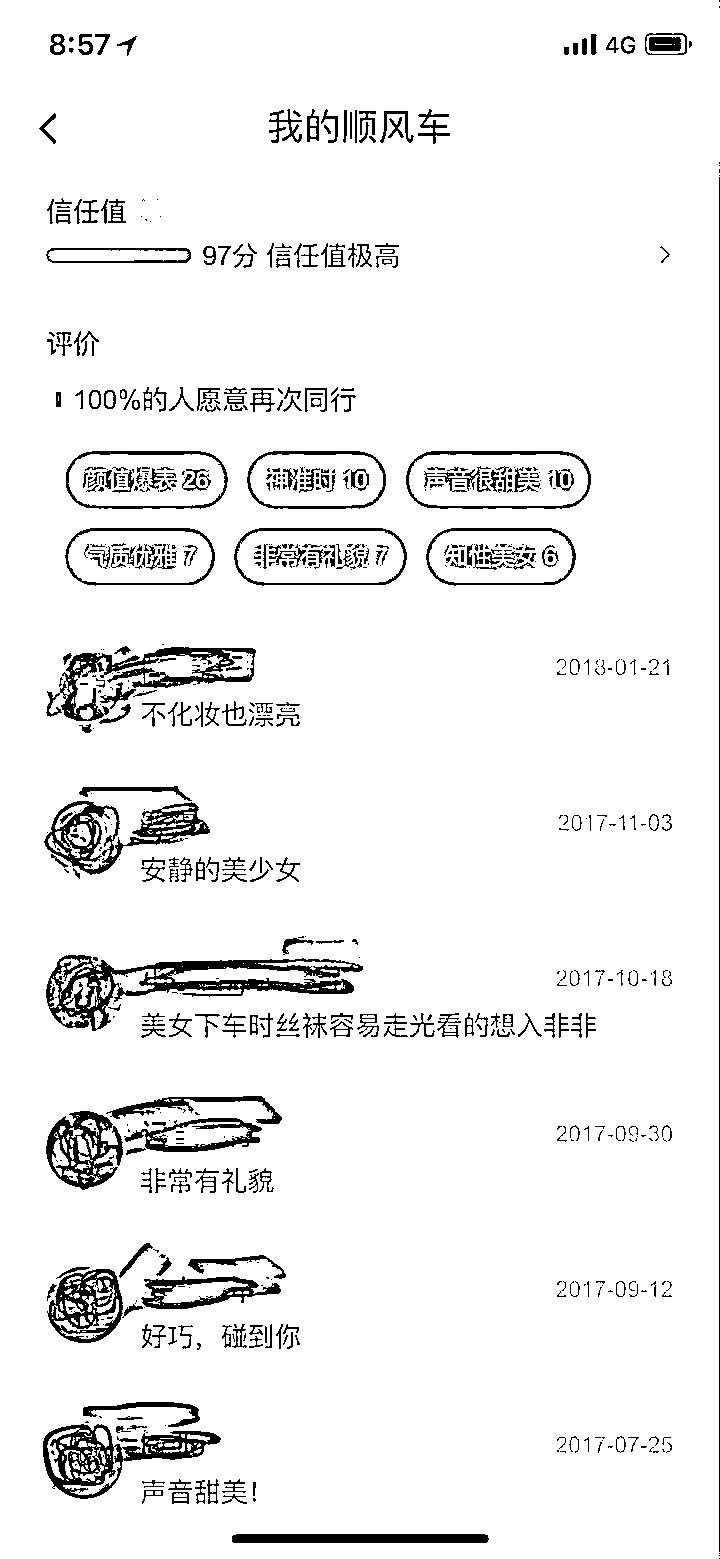 8:57 4G
我的顺风车
信任值
97分 信任值极高
评价
100%的人愿意再次同行
颜值爆表 26 神准时 10 声音很甜美 10
气质优雅 7 非常有礼貌 7 知性美女 6
2018-01-21
不化妆也漂亮
2017-11-03
安静的美少女
2017-10-18
美女下车时丝袜容易走光看的想入非非
2017-09-30
非常有礼貌
2017-09-12
好巧，碰到你
2017-07-25
声音甜美！